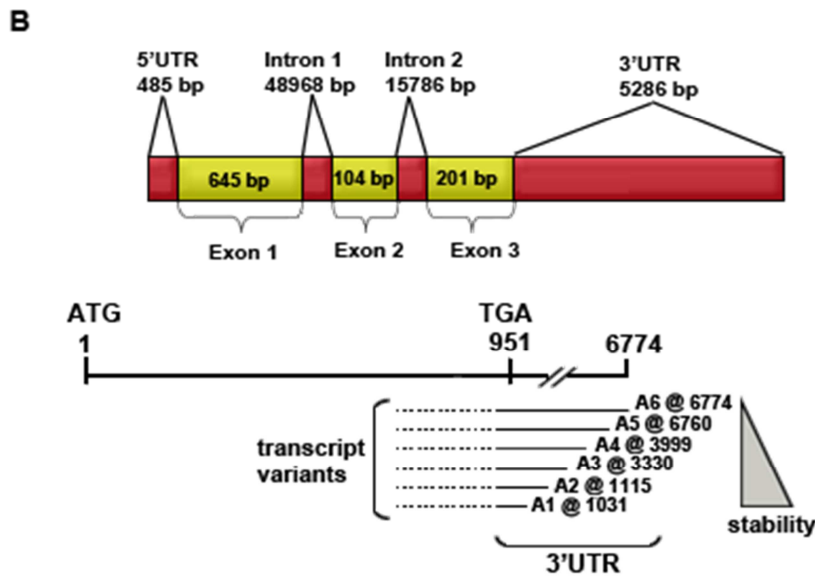 B
5'UTR
485 bp
Intron 1
48968 bp
Intron 2
15786 bp
3'UTR
5286 bp
645 bp
104 bp
201 bp
Exon 1
Exon 2
Exon 3
ATG
1
TGA
951
6774
transcript
variants
A6 @ 6774
A5 @ 6760
A4 @ 3999
A3 @ 3330
A2 @ 1115
A1 @ 1031
stability
3'UTR